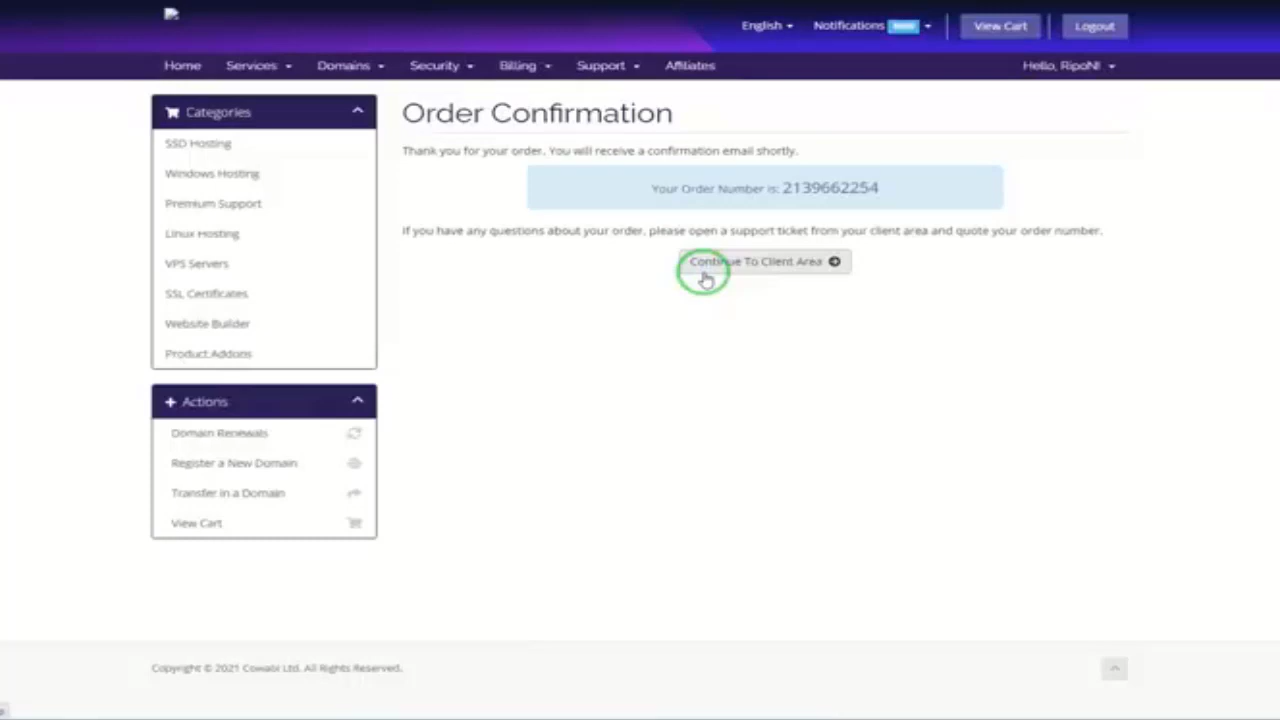 English
Notifications
View Cart
Logout
Home
Services
Domains
Security
Billing
Support
Affiliates
Hello, RipoN!
Categories
SSD Hosting
Windows Hosting
Premium Support
Linux Hosting
VPS Servers
SSL Certificates
Website Builder
Product Addons
Actions
Domain Renewals
Register a New Domain
Transfer in a Domain
View Cart
Order Confirmation
Thank you for your order. You will receive a confirmation email shortly.
Your Order Number is: 2139662254
If you have any questions about your order, please open a support ticket from your client area and quote your order number.
Continue To Client Area
Copyright © 2021 Cowabi Ltd. All Rights Reserved.